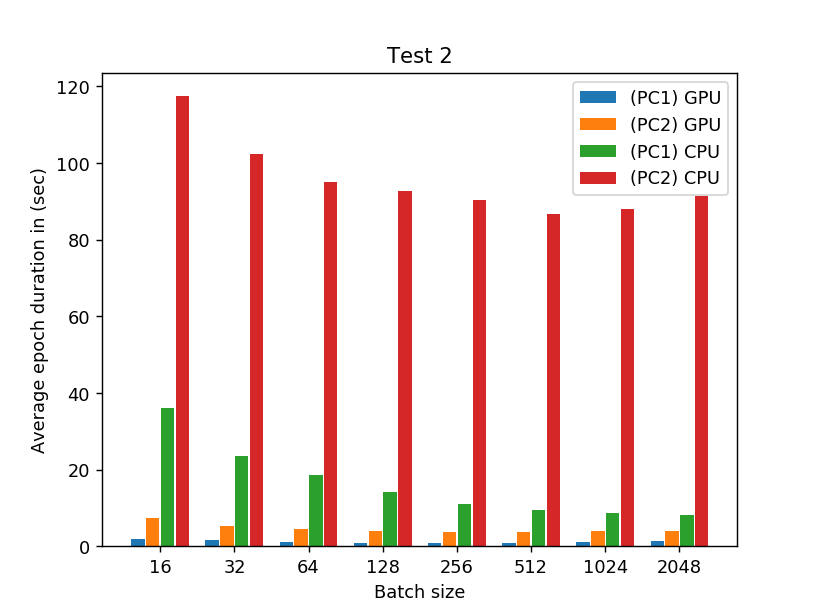 Test 2
(PC1) GPU
(PC2) GPU
(PC1) CPU
(PC2) CPU
Average epoch duration in (sec)
120
100
80
60
40
20
0
16 32 64 128 256 512 1024 2048
Batch size